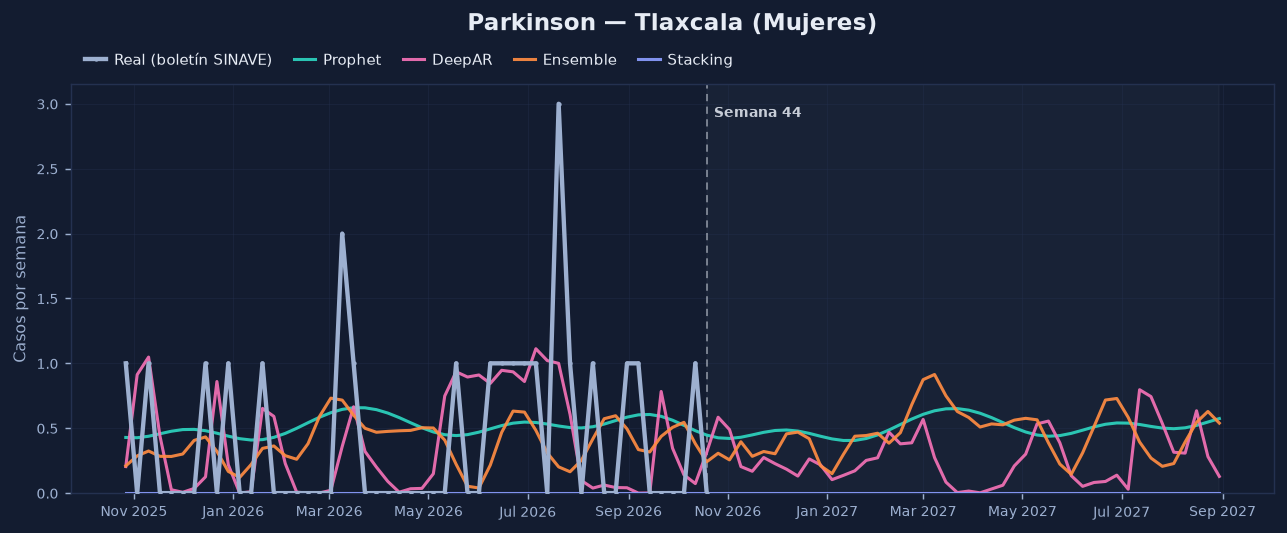 Parkinson — Tlaxcala (Mujeres)
Real (boletín SINAVE) Prophet DeepAR Ensemble Stacking
Semana 44
Casos por semana
3.0
2.5
2.0
1.5
1.0
0.5
0.0
Nov 2025 Jan 2026 Mar 2026 May 2026 Jul 2026 Sep 2026 Nov 2026 Jan 2027 Mar 2027 May 2027 Jul 2027 Sep 2027